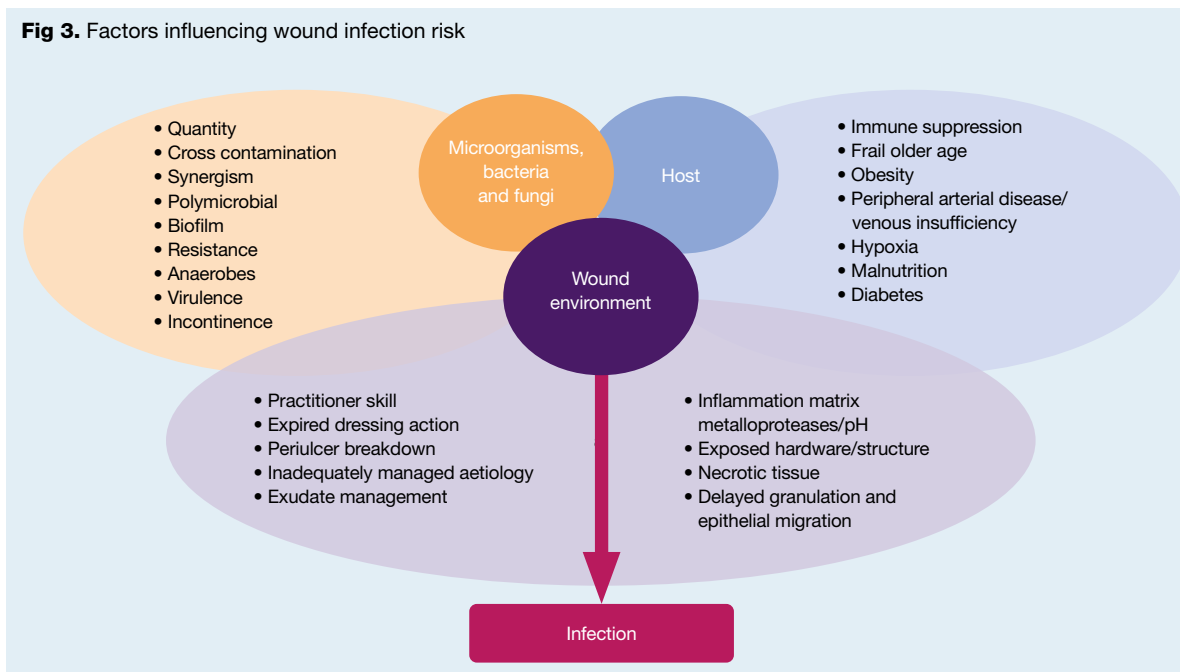 Fig 3. Factors influencing wound infection risk
• Quantity
• Cross contamination
• Synergism
• Polymicrobial
• Biofilm
• Resistance
• Anaerobes
• Virulence
• Incontinence
Microorganisms,
bacteria
and fungi
Host
• Immune suppression
• Frail older age
• Obesity
• Peripheral arterial disease/
venous insufficiency
• Hypoxia
• Malnutrition
• Diabetes
Wound
environment
• Practitioner skill
• Expired dressing action
• Periulcer breakdown
• Inadequately managed aetiology
• Exudate management
• Inflammation matrix
metalloproteases/pH
• Exposed hardware/structure
• Necrotic tissue
• Delayed granulation and
epithelial migration
Infection